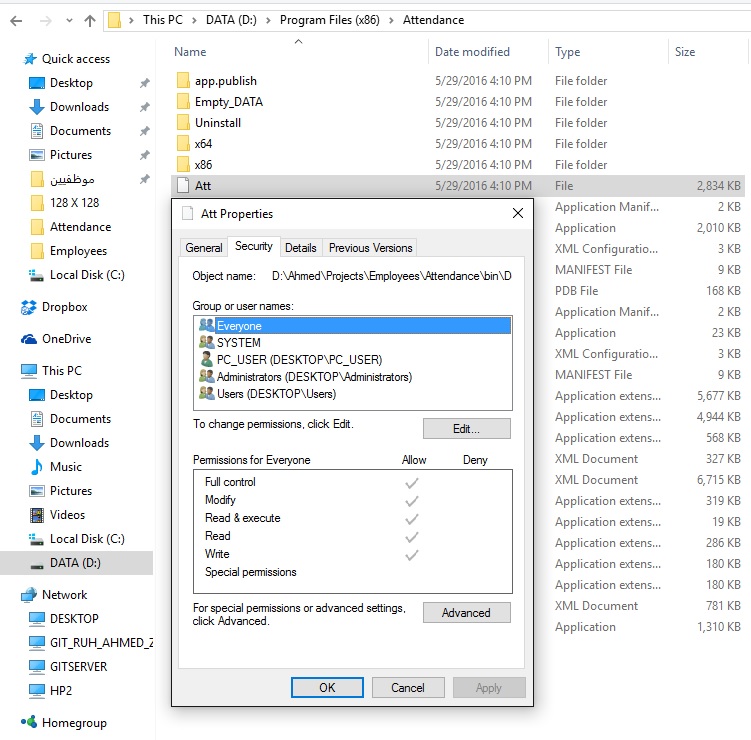 This PC > DATA (D:) > Program Files (x86) > Attendance
Name Date modified Type Size
Quick access
Desktop
Downloads
Documents
Pictures
موظفيين
128 X 128
Attendance
Employees
Local Disk (C:)
Dropbox
OneDrive
This PC
Desktop
Documents
Downloads
Music
Pictures
Videos
Local Disk (C:)
DATA (D:)
Network
DESKTOP
GIT_RUH_AHMED_Z
GITSERVER
HP2
Homegroup
app.publish 5/29/2016 4:10 PM File folder
Empty_DATA 5/29/2016 4:10 PM File folder
Uninstall 5/29/2016 4:10 PM File folder
x64 5/29/2016 4:10 PM File folder
x86 5/29/2016 4:10 PM File folder
Att 5/29/2016 4:10 PM File 2,834 KB
Application Manif... 2 KB
Application 2,010 KB
XML Configuratio... 3 KB
MANIFEST File 9 KB
PDB File 168 KB
Application Manif... 2 KB
Application 23 KB
XML Configuratio... 3 KB
MANIFEST File 9 KB
Application extens... 5,677 KB
Application extens... 4,944 KB
Application extens... 568 KB
XML Document 327 KB
XML Document 6,715 KB
Application extens... 319 KB
Application extens... 19 KB
Application extens... 286 KB
Application extens... 180 KB
Application extens... 180 KB
XML Document 781 KB
Application 1,310 KB
Att Properties
General Security Details Previous Versions
Object name: D:\Ahmed\Projects\Employees\Attendance\bin\D
Group or user names:
Everyone
SYSTEM
PC_USER (DESKTOP\PC_USER)
Administrators (DESKTOP\Administrators)
Users (DESKTOP\Users)
To change permissions, click Edit. Edit...
Permissions for Everyone Allow Deny
Full control
Modify
Read & execute
Read
Write
Special permissions
For special permissions or advanced settings,
click Advanced.
Advanced
OK Cancel Apply